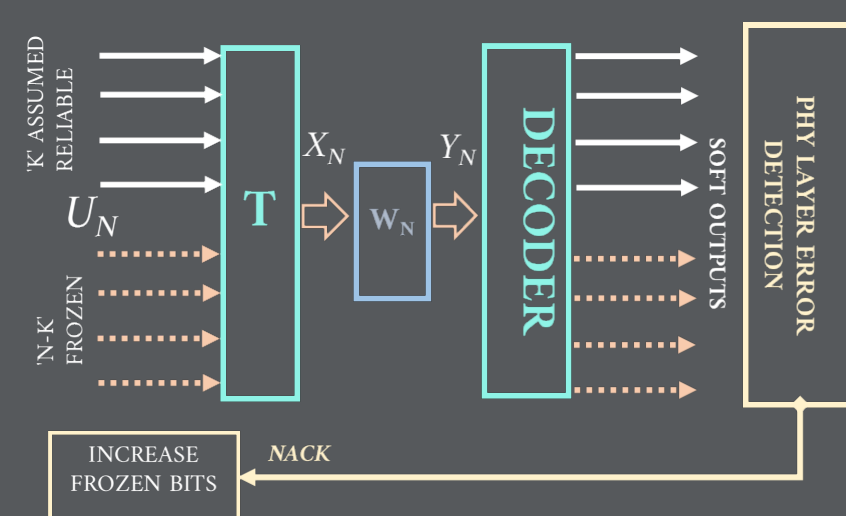 'K' ASSUMED
RELIABLE
U_N
'N-K'
FROZEN
T
X_N
W_N
Y_N
DECODER
SOFT OUTPUTS
PHY LAYER ERROR
DETECTION
NACK
INCREASE
FROZEN BITS